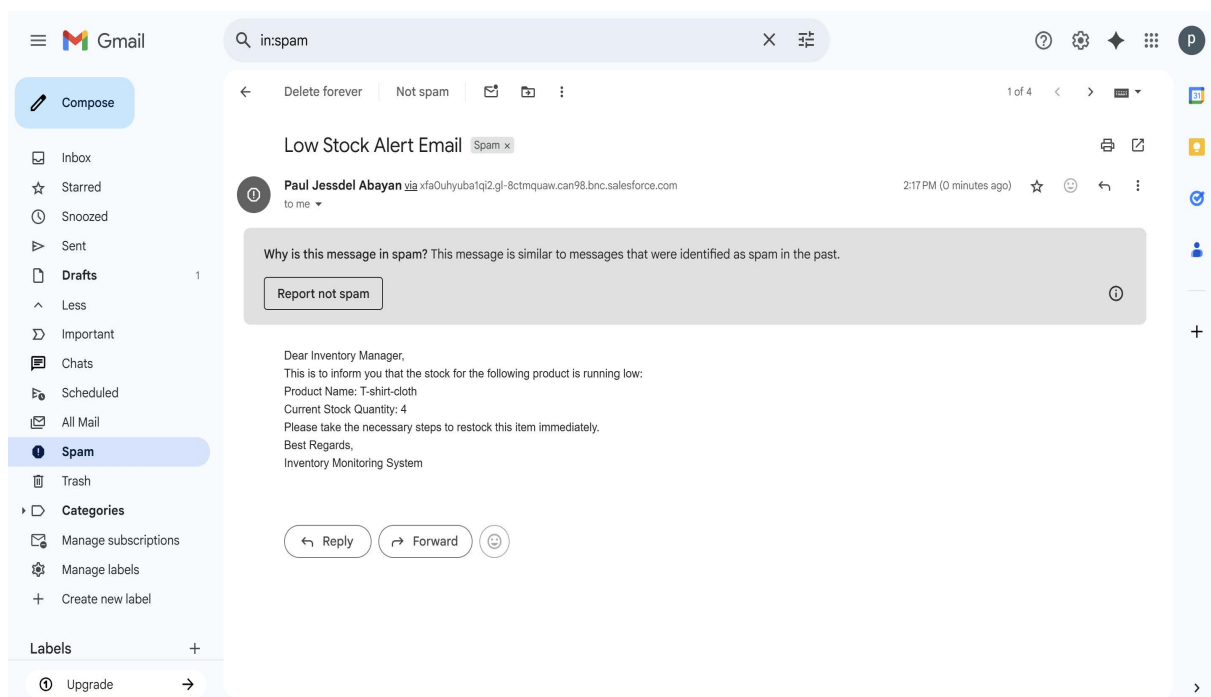 Gmail
in:spam
P
Compose
Delete forever
Not spam
1 of 4
31
Low Stock Alert Email
Spam ×
Inbox
Starred
Snoozed
Sent
Drafts 1
Less
Important
Chats
Scheduled
All Mail
Spam
Trash
Categories
Manage subscriptions
Manage labels
Create new label
Labels
Upgrade
Paul Jessdel Abayan via xfa0uhyuba1qi2.gl-8ctmquaw.can98.bnc.salesforce.com
2:17 PM (0 minutes ago)
to me
Why is this message in spam? This message is similar to messages that were identified as spam in the past.
Report not spam
Dear Inventory Manager,
This is to inform you that the stock for the following product is running low:
Product Name: T-shirt-cloth
Current Stock Quantity: 4
Please take the necessary steps to restock this item immediately.
Best Regards,
Inventory Monitoring System
Reply
Forward